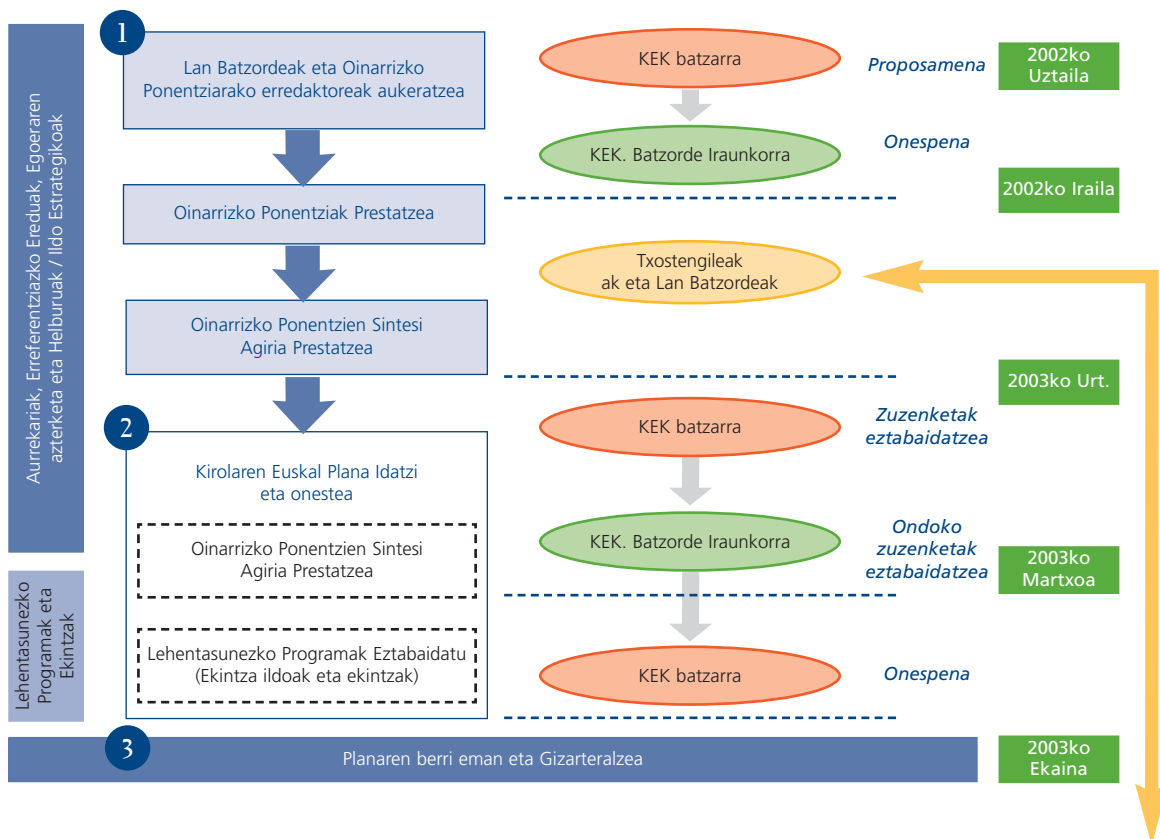 Aurrekariak, Erreferentziazko Ereduak, Egoeraren
azterketa eta Helburuak / Ildo Estrategikoak
Lehentasunezko
Programak eta
Ekintzak
1
Lan Batzordeak eta Oinarrizko
Ponentziarako erredaktoreak aukeratzea
Oinarrizko Ponentziak Prestatzea
Oinarrizko Ponentzien Sintesi
Agiria Prestatzea
2
Kirolaren Euskal Plana Idatzi
eta onestea
Oinarrizko Ponentzien Sintesi
Agiria Prestatzea
Lehentasunezko Programak Eztabaidatu
(Ekintza ildoak eta ekintzak)
KEK batzarra
Proposamena
2002ko
Uztaila
KEK. Batzorde Iraunkorra
Onespena
2002ko Iraila
Txostengileak
ak eta Lan Batzordeak
2003ko Urt.
KEK batzarra
Zuzenketak
eztabaidatzea
KEK. Batzorde Iraunkorra
Ondoko
zuzenketak
eztabaidatzea
2003ko
Martxoa
KEK batzarra
Onespena
3
Planaren berri eman eta Gizarteralzea
2003ko
Ekaina